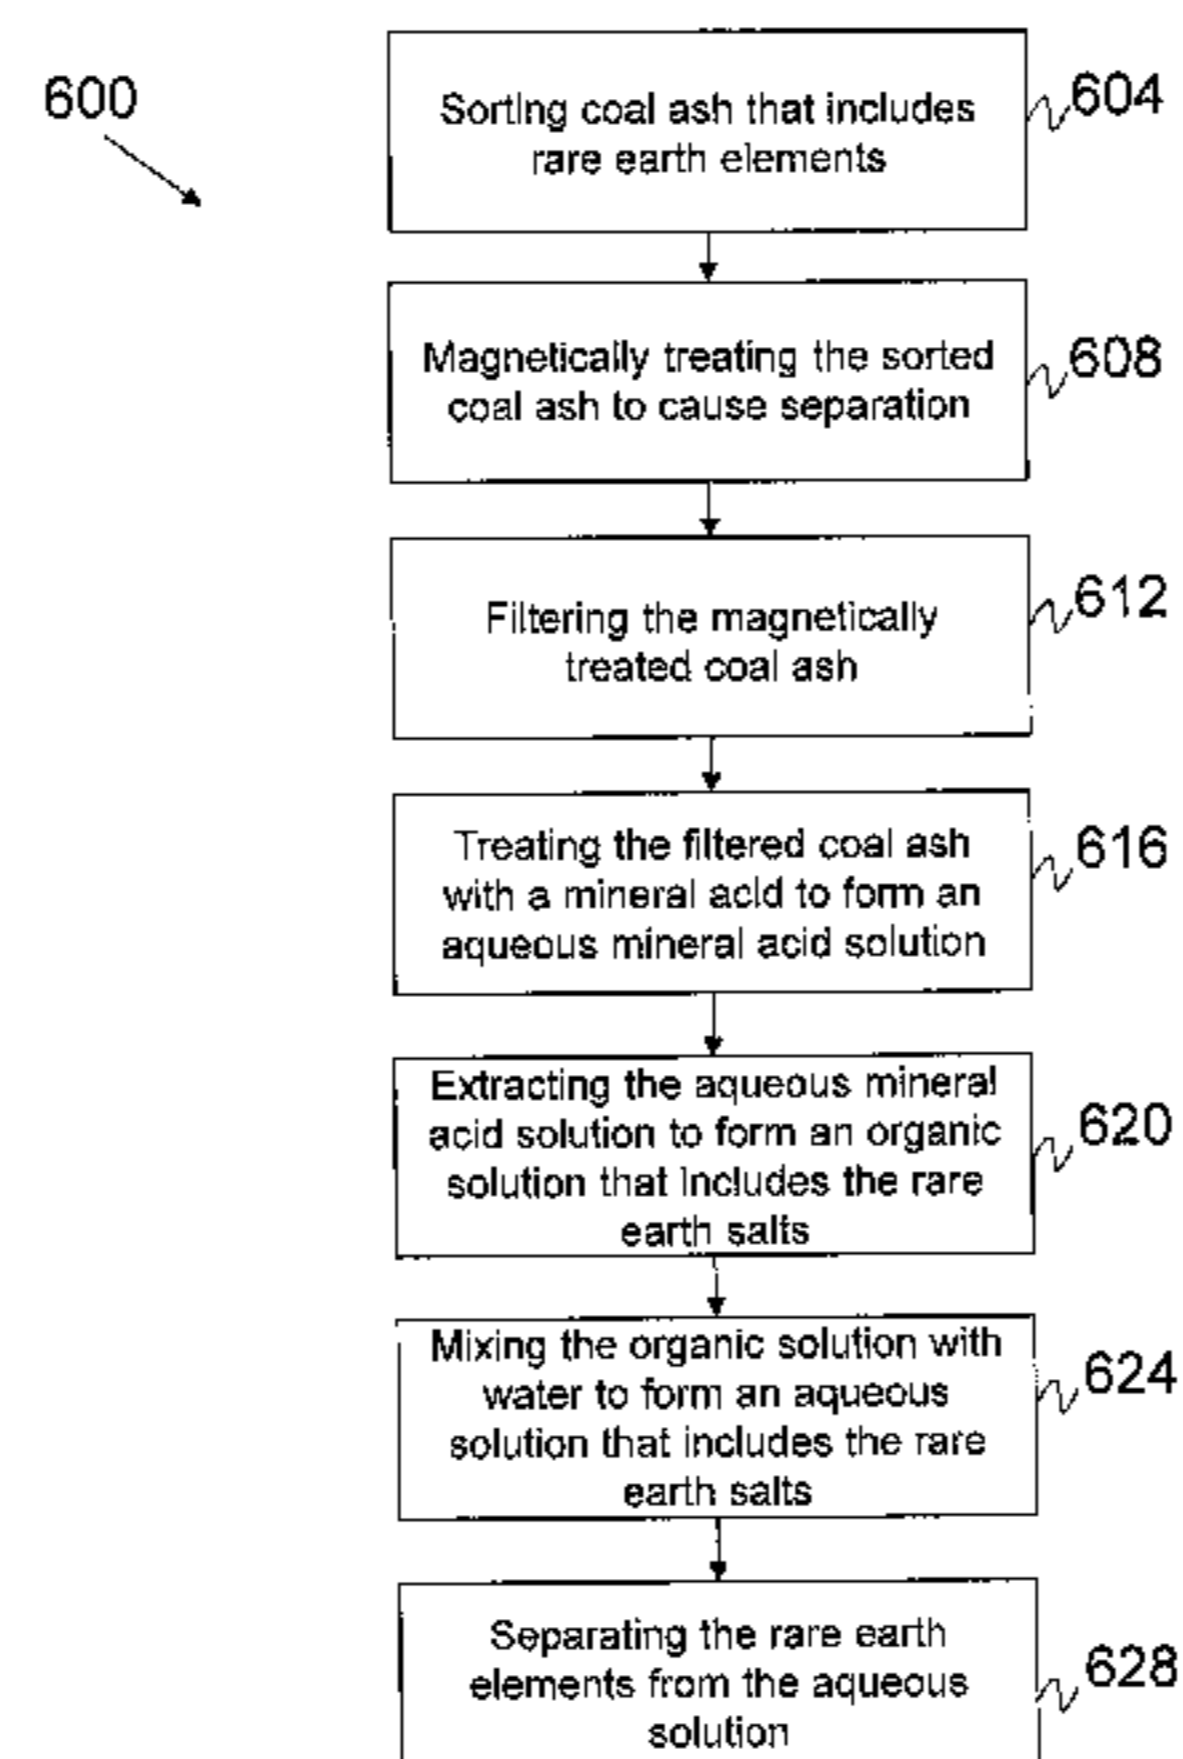 600
Sorting coal ash that includes
rare earth elements
604
Magnetically treating the sorted
coal ash to cause separation
608
Filtering the magnetically
treated coal ash
612
Treating the filtered coal ash
with a mineral acid to form an
aqueous mineral acid solution
616
Extracting the aqueous mineral
acid solution to form an organic
solution that includes the rare
earth salts
620
Mixing the organic solution with
water to form an aqueous
solution that includes the rare
earth salts
624
Separating the rare earth
elements from the aqueous
solution
628